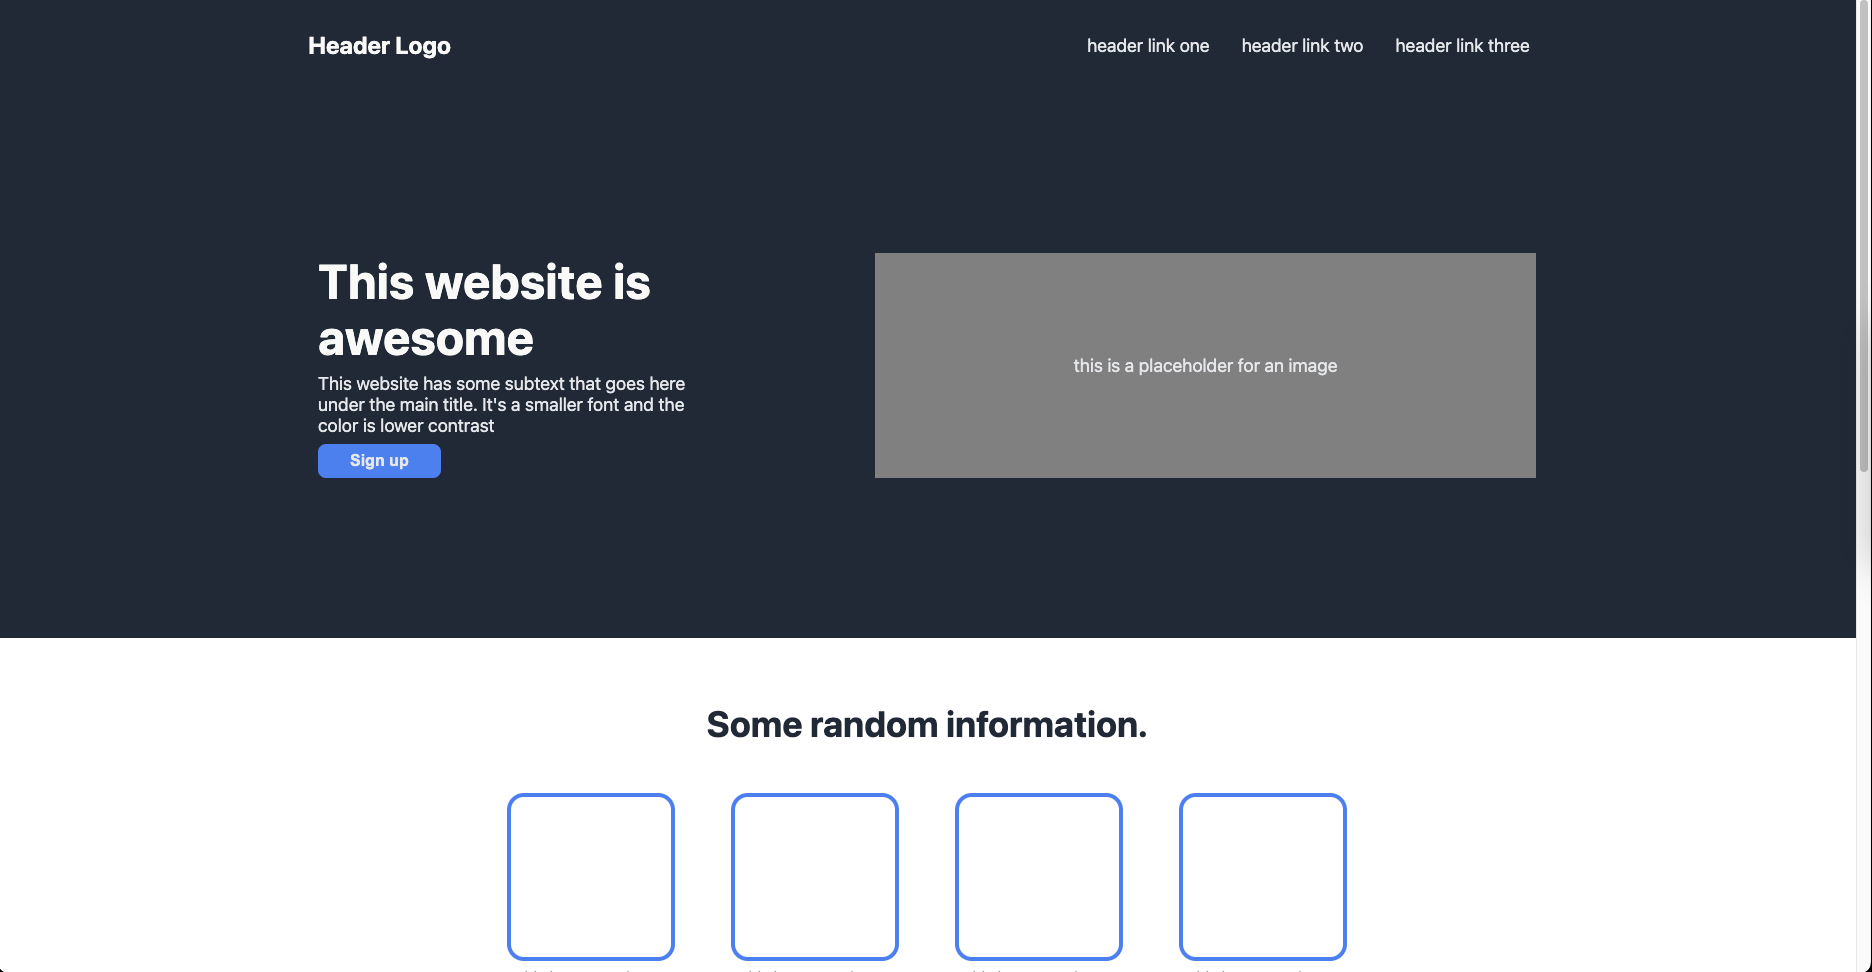 Header Logo
header link one
header link two
header link three
This website is
awesome
This website has some subtext that goes here
under the main title. It's a smaller font and the
color is lower contrast
Sign up
this is a placeholder for an image
Some random information.